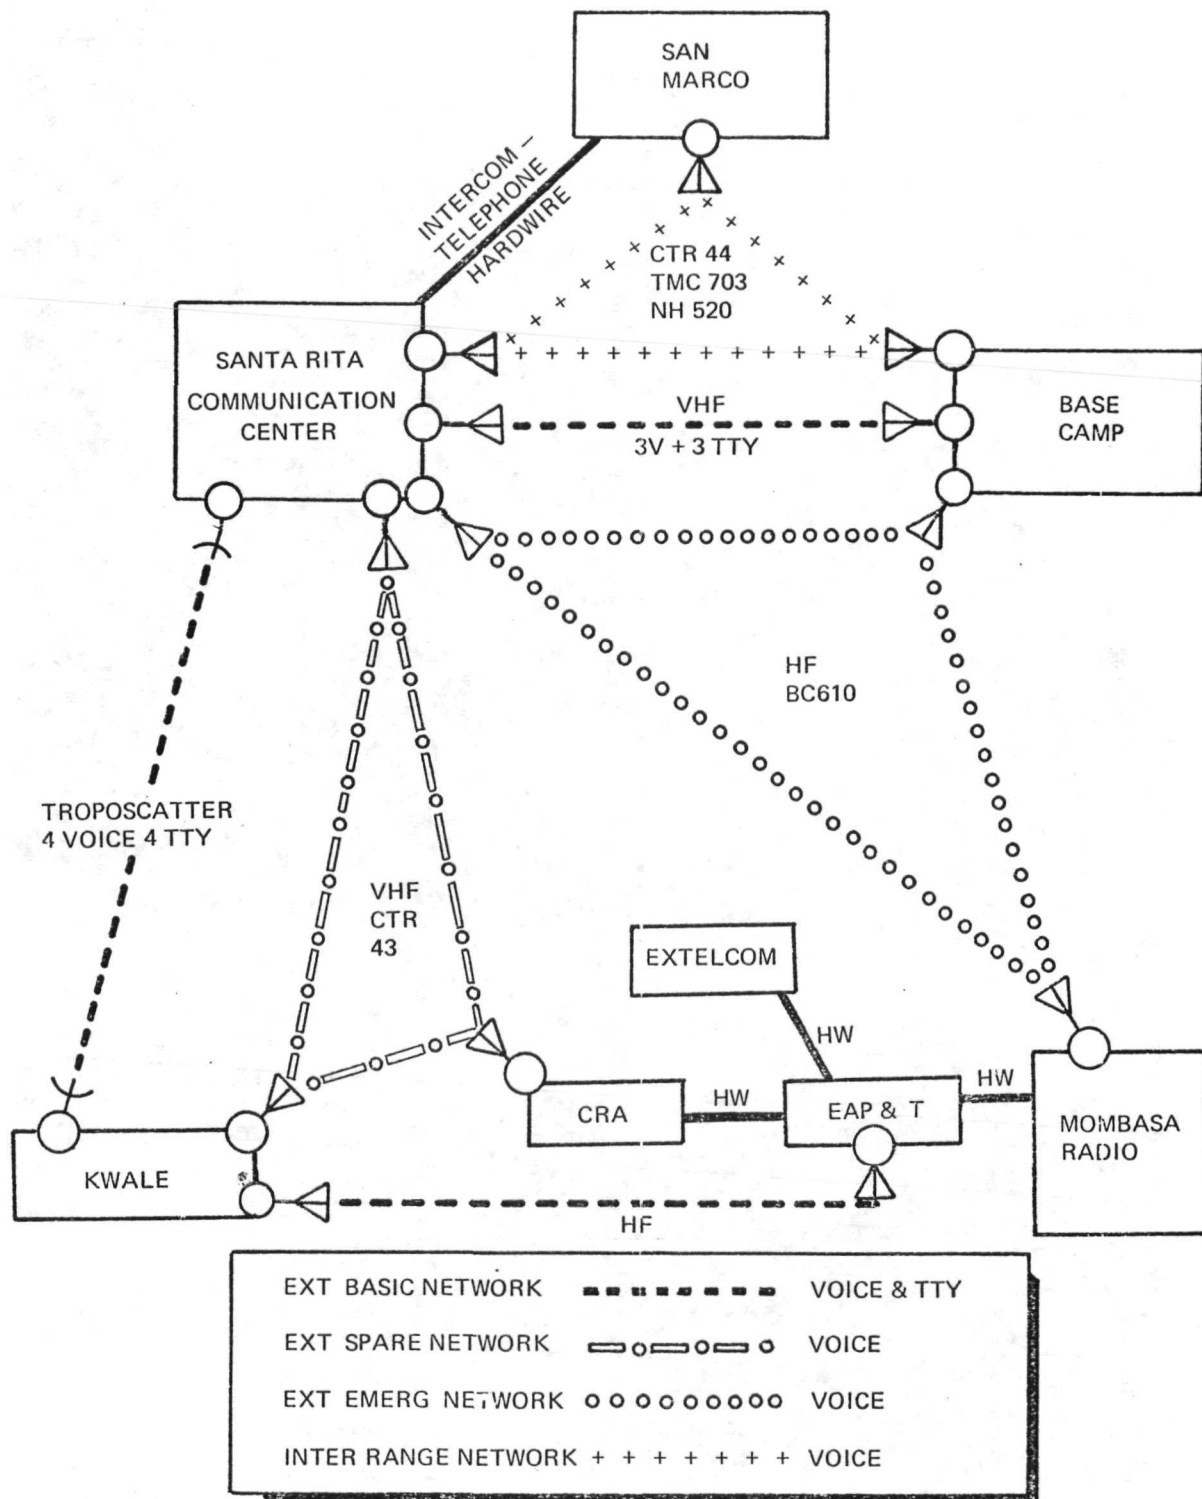 SAN
MARCO
INTERCOM –
TELEPHONE
HARDWIRE
CTR 44
TMC 703
NH 520
SANTA RITA
COMMUNICATION
CENTER
VHF
3V + 3 TTY
BASE
CAMP
HF
BC610
TROPOSCATTER
4 VOICE 4 TTY
VHF
CTR
43
EXTELCOM
HW
HW
HW
CRA
EAP & T
MOMBASA
RADIO
KWALE
HF
EXT BASIC NETWORK VOICE & TTY
EXT SPARE NETWORK VOICE
EXT EMERG NETWORK VOICE
INTER RANGE NETWORK + + + + + + + VOICE